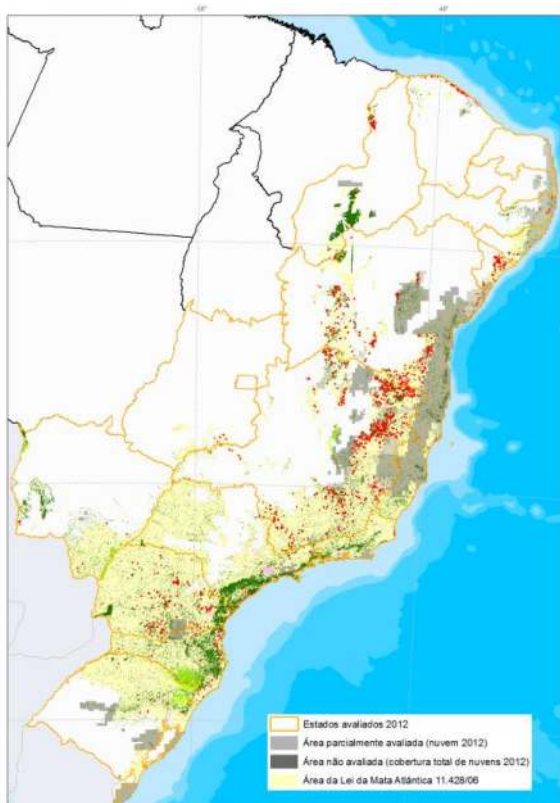 Estados avaliados 2012
Área parcialmente avaliada (nuvem 2012)
Área não avaliada (cobertura total de nuvens 2012)
Área da Lei da Mata Atlântica 11.428/06